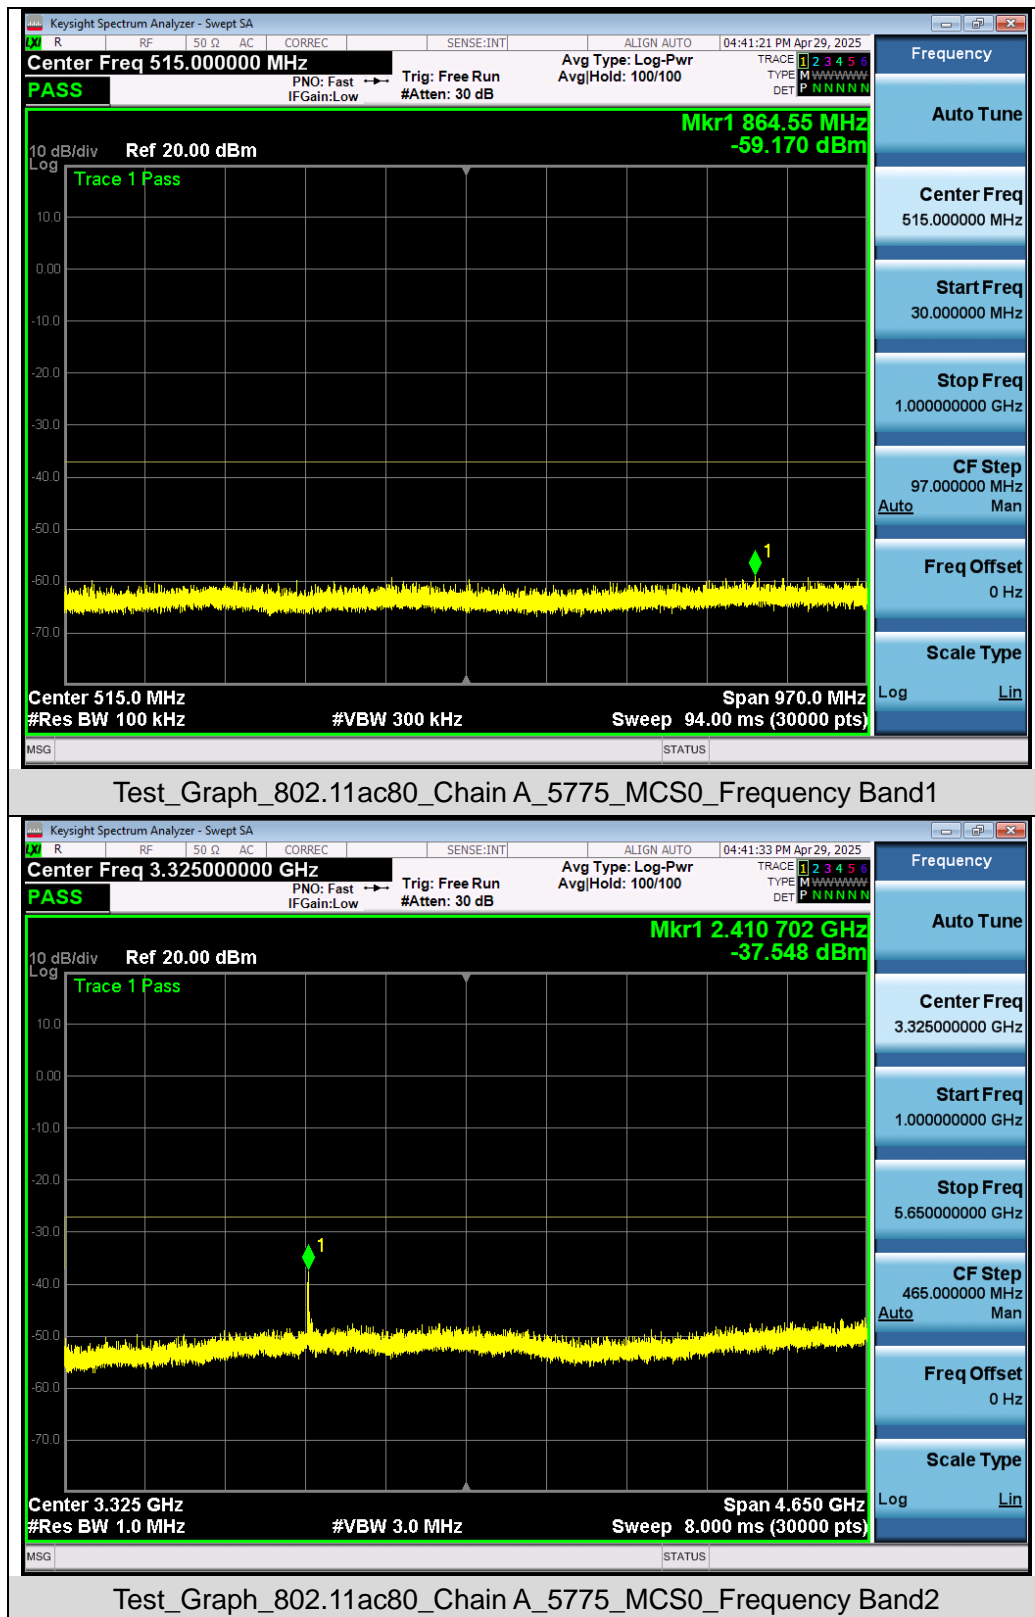 Keysight Spectrum Analyzer - Swept SA
LXI R RF 50 Ω AC CORREC SENSE:INT ALIGN AUTO 04:41:21 PM Apr 29, 2025
Center Freq 515.000000 MHz
PASS
PNO: Fast
IFGain:Low
Trig: Free Run
#Atten: 30 dB
Avg Type: Log-Pwr
Avg|Hold: 100/100
TRACE 1 2 3 4 5 6
TYPE M WWWWW
DET P N N N N N
Mkr1 864.55 MHz
-59.170 dBm
10 dB/div Ref 20.00 dBm
Log
Trace 1 Pass
10.0
0.00
-10.0
-20.0
-30.0
-40.0
-50.0
1
-60.0
-70.0
Center 515.0 MHz Span 970.0 MHz
#Res BW 100 kHz #VBW 300 kHz Sweep 94.00 ms (30000 pts)
MSG STATUS
Frequency
Auto Tune
Center Freq
515.000000 MHz
Start Freq
30.000000 MHz
Stop Freq
1.000000000 GHz
CF Step
97.000000 MHz
Auto Man
Freq Offset
0 Hz
Scale Type
Log Lin
Test_Graph_802.11ac80_Chain A_5775_MCS0_Frequency Band1
Keysight Spectrum Analyzer - Swept SA
LXI R RF 50 Ω AC CORREC SENSE:INT ALIGN AUTO 04:41:33 PM Apr 29, 2025
Center Freq 3.325000000 GHz
PASS
PNO: Fast
IFGain:Low
Trig: Free Run
#Atten: 30 dB
Avg Type: Log-Pwr
Avg|Hold: 100/100
TRACE 1 2 3 4 5 6
TYPE M WWWWW
DET P N N N N N
Mkr1 2.410 702 GHz
-37.548 dBm
10 dB/div Ref 20.00 dBm
Log
Trace 1 Pass
10.0
0.00
-10.0
-20.0
-30.0
1
-40.0
-50.0
-60.0
-70.0
Center 3.325 GHz Span 4.650 GHz
#Res BW 1.0 MHz #VBW 3.0 MHz Sweep 8.000 ms (30000 pts)
MSG STATUS
Frequency
Auto Tune
Center Freq
3.325000000 GHz
Start Freq
1.000000000 GHz
Stop Freq
5.650000000 GHz
CF Step
465.000000 MHz
Auto Man
Freq Offset
0 Hz
Scale Type
Log Lin
Test_Graph_802.11ac80_Chain A_5775_MCS0_Frequency Band2